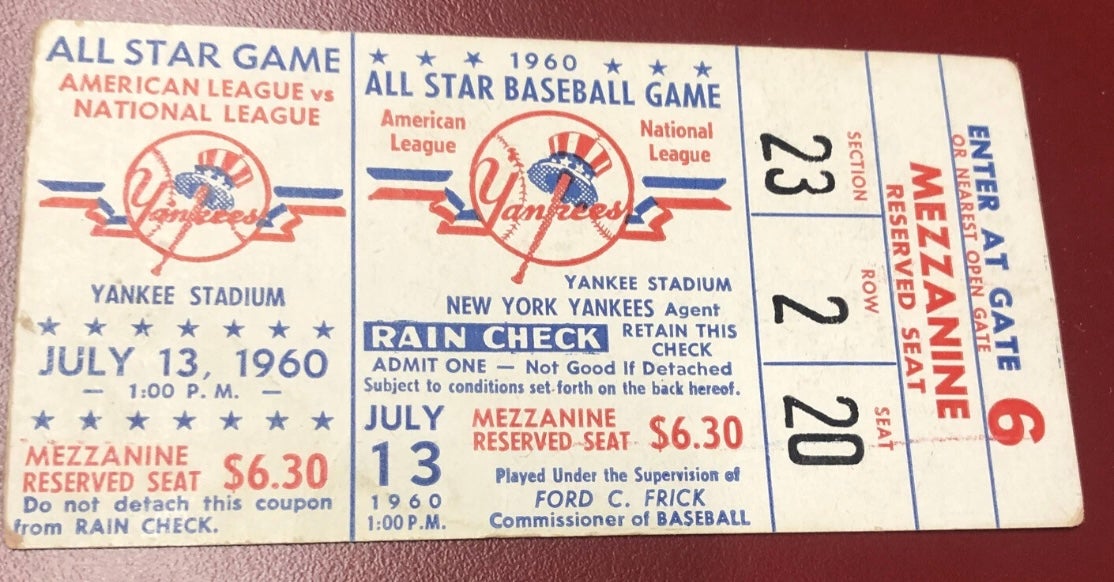 ALL STAR GAME
AMERICAN LEAGUE vs
NATIONAL LEAGUE
Yankees
YANKEE STADIUM
JULY 13, 1960
— 1:00 P. M. —
MEZZANINE
RESERVED SEAT $6.30
Do not detach this coupon
from RAIN CHECK.
1960
ALL STAR BASEBALL GAME
American
League
National
League
Yankees
YANKEE STADIUM
NEW YORK YANKEES Agent
RAIN CHECK
RETAIN THIS
CHECK
ADMIT ONE — Not Good If Detached
Subject to conditions set forth on the back hereof.
JULY
13
1960
1:00 P.M.
MEZZANINE
RESERVED SEAT $6.30
Played Under the Supervision of
FORD C. FRICK
Commissioner of BASEBALL
SECTION
23
ROW
2
SEAT
20
MEZZANINE
RESERVED SEAT
ENTER AT GATE 6
OR NEAREST OPEN GATE